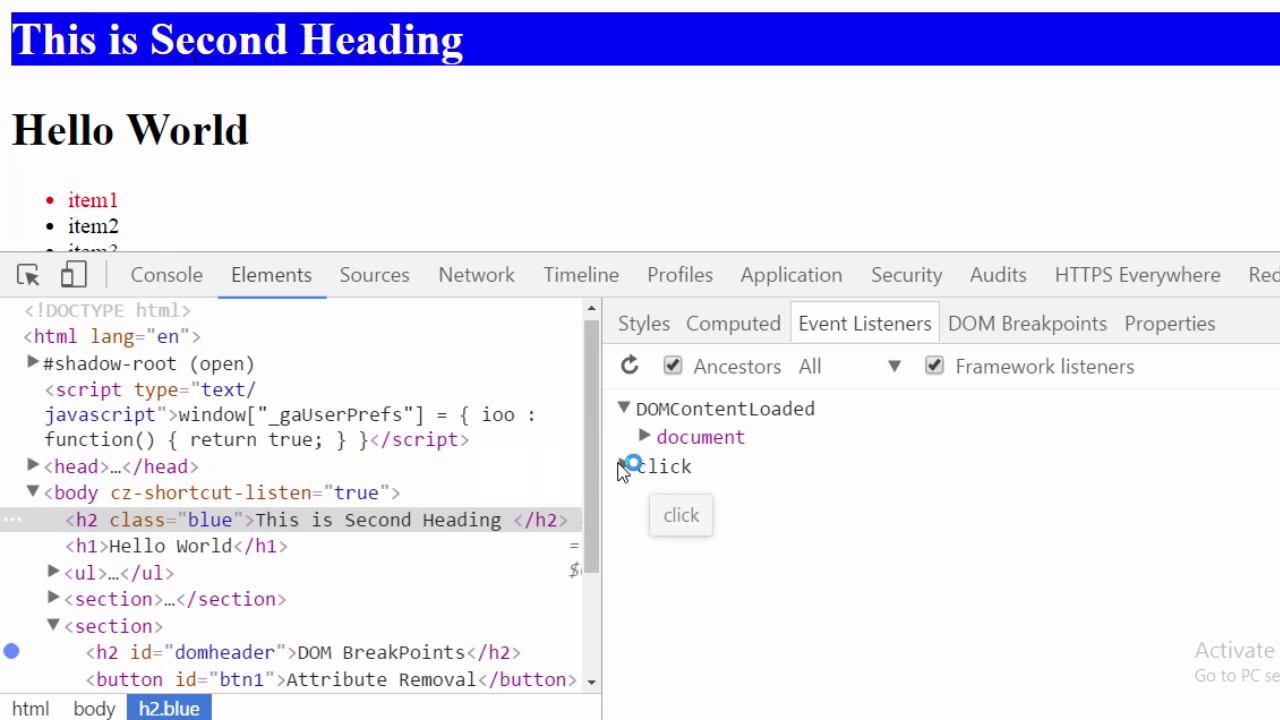 This is Second Heading
Hello World
• item1
• item2
• item3
Console Elements Sources Network Timeline Profiles Application Security Audits HTTPS Everywhere Red
<!DOCTYPE html>
<html lang="en">
#shadow-root (open)
<script type="text/
javascript">window["_gaUserPrefs"] = { ioo :
function() { return true; } }</script>
<head>…</head>
<body cz-shortcut-listen="true">
… <h2 class="blue">This is Second Heading </h2>
<h1>Hello World</h1> =
<ul>…</ul>
<section>…</section>
<section>
<h2 id="domheader">DOM BreakPoints</h2>
<button id="btn1">Attribute Removal</button>
html body h2.blue
Styles Computed Event Listeners DOM Breakpoints Properties
Ancestors All Framework listeners
DOMContentLoaded
document
click
click
Activate
Go to PC se